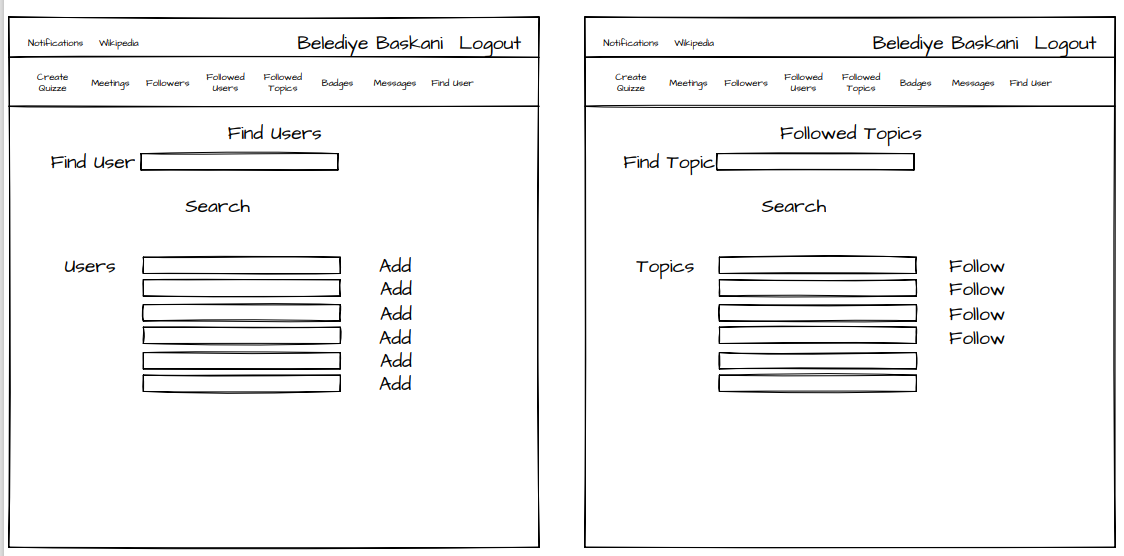 Notifications Wikipedia Belediye Baskani Logout
Create Quizze Meetings Followers Followed Users Followed Topics Badges Messages Find User
Find Users
Find User
Search
Users Add
Add
Add
Add
Add
Add
Notifications Wikipedia Belediye Baskani Logout
Create Quizze Meetings Followers Followed Users Followed Topics Badges Messages Find User
Followed Topics
Find Topic
Search
Topics Follow
Follow
Follow
Follow